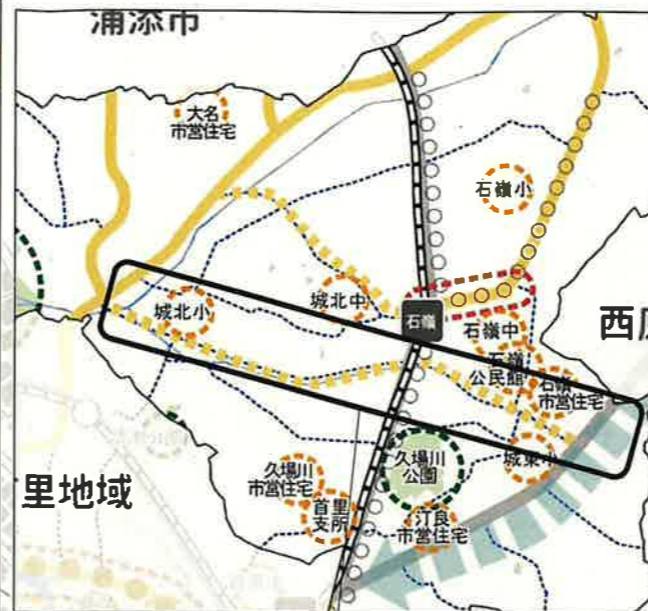 浦添市
大名
市営住宅
石嶺小
城北小
城北中
石嶺
石嶺中
西
石嶺
公民館
石嶺
市営住宅
久場川
市営住宅
久場川
公園
城東小
里地域
首里
支所
汀良
市営住宅